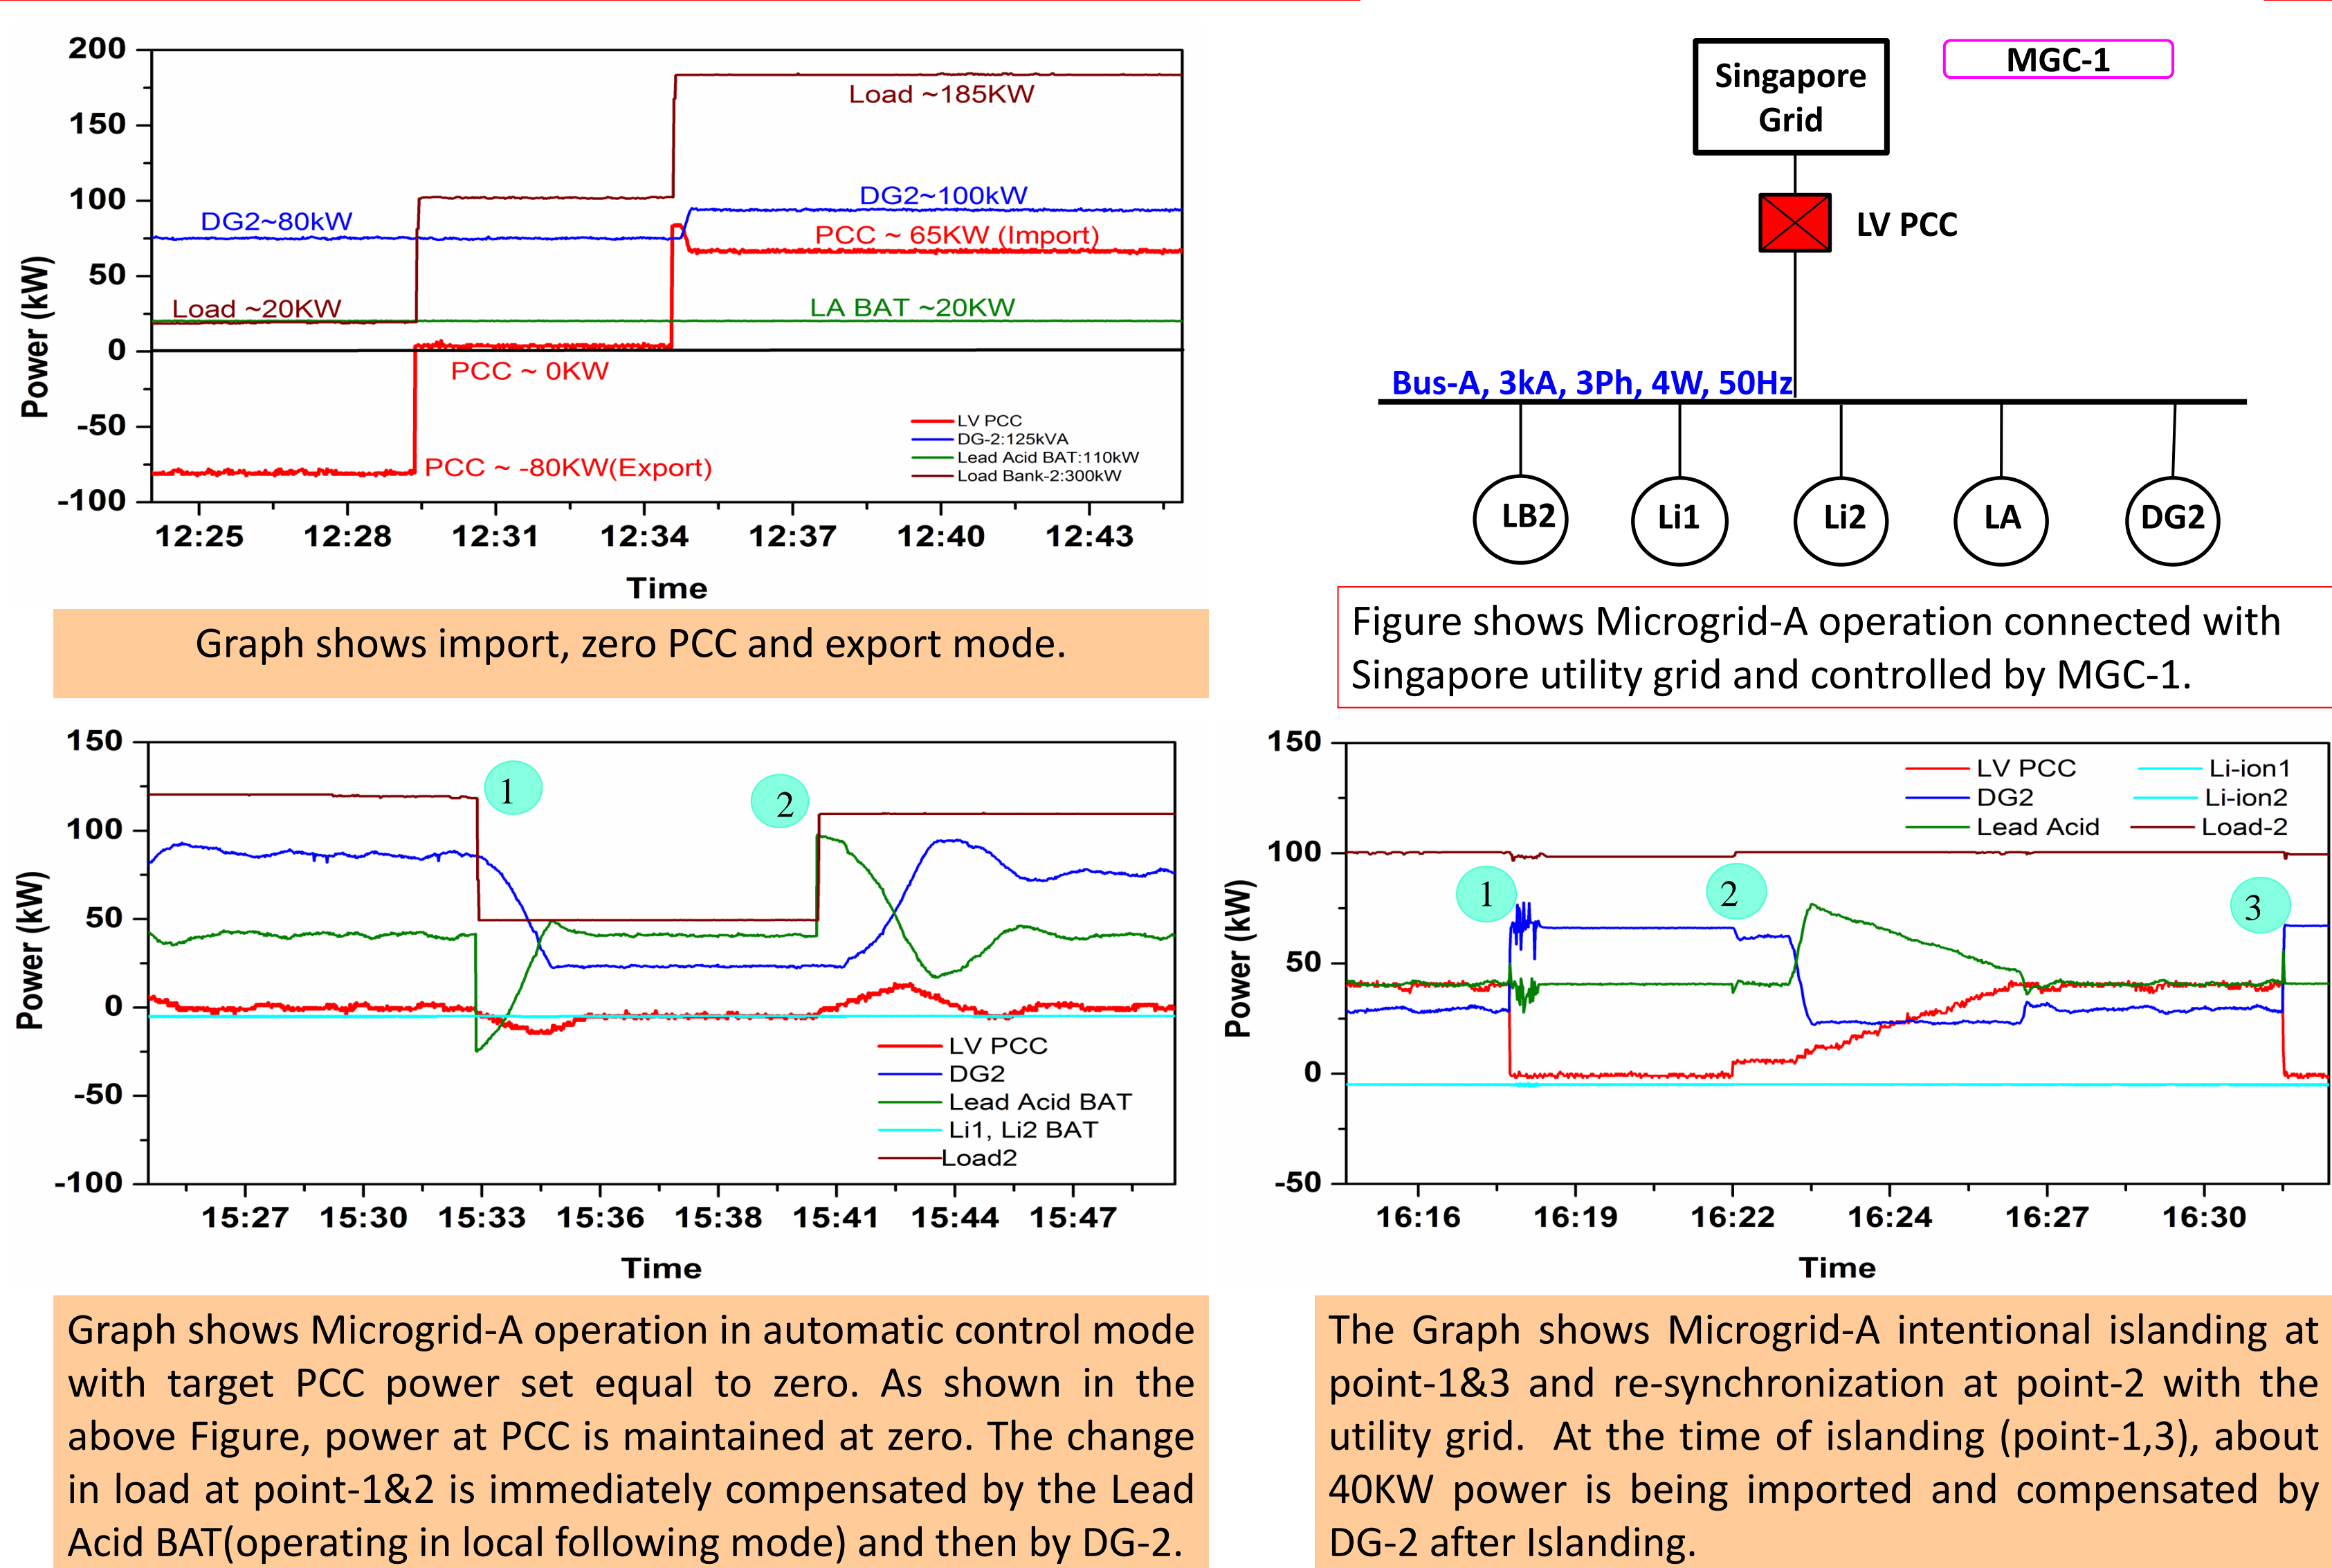 200
150
100
50
0
-50
-100
Power (kW)
Load ~185KW
DG2~100kW
DG2~80kW
PCC ~ 65KW (Import)
Load ~20KW
LA BAT ~20KW
PCC ~ 0KW
PCC ~ -80KW(Export)
LV PCC
DG-2:125kVA
Lead Acid BAT:110kW
Load Bank-2:300kW
12:25 12:28 12:31 12:34 12:37 12:40 12:43
Time
Graph shows import, zero PCC and export mode.
Singapore
Grid
MGC-1
LV PCC
Bus-A, 3kA, 3Ph, 4W, 50Hz
LB2 Li1 Li2 LA DG2
Figure shows Microgrid-A operation connected with
Singapore utility grid and controlled by MGC-1.
150
100
50
0
-50
-100
Power (kW)
1
2
LV PCC
DG2
Lead Acid BAT
Li1, Li2 BAT
Load2
15:27 15:30 15:33 15:36 15:38 15:41 15:44 15:47
Time
Graph shows Microgrid-A operation in automatic control mode
with target PCC power set equal to zero. As shown in the
above Figure, power at PCC is maintained at zero. The change
in load at point-1&2 is immediately compensated by the Lead
Acid BAT(operating in local following mode) and then by DG-2.
150
100
50
0
-50
Power (kW)
LV PCC Li-ion1
DG2 Li-ion2
Lead Acid Load-2
1
2
3
16:16 16:19 16:22 16:24 16:27 16:30
Time
The Graph shows Microgrid-A intentional islanding at
point-1&3 and re-synchronization at point-2 with the
utility grid. At the time of islanding (point-1,3), about
40KW power is being imported and compensated by
DG-2 after Islanding.